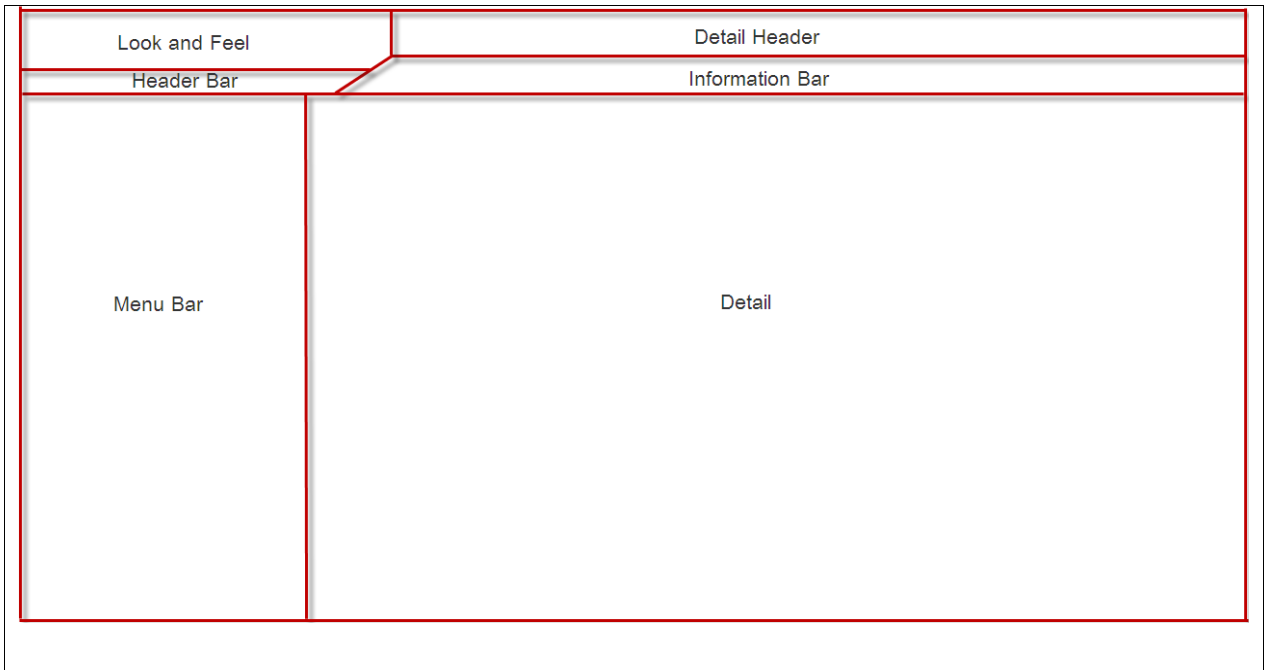 Look and Feel
Detail Header
Header Bar
Information Bar
Menu Bar
Detail